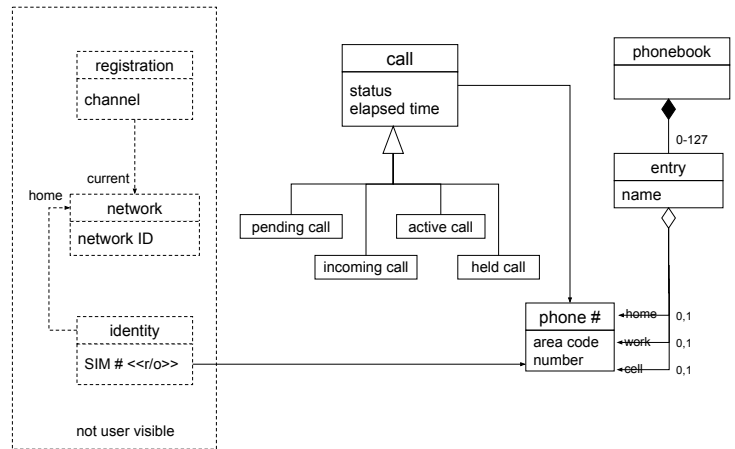 registration
channel
current
home
network
network ID
identity
SIM # <<r/o>>
not user visible
call
status
elapsed time
pending call
active call
incoming call
held call
phonebook
0-127
entry
name
phone #
area code
number
home
0,1
work
0,1
cell
0,1